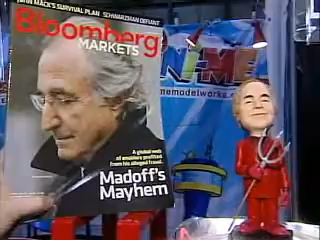 JOHN MACK'S SURVIVAL PLAN SCHWARZMAN DEFIANT
Bloomberg
MARKETS
A global web
of enablers profited
from his alleged fraud.
Madoff's
Mayhem
memodelworks.c